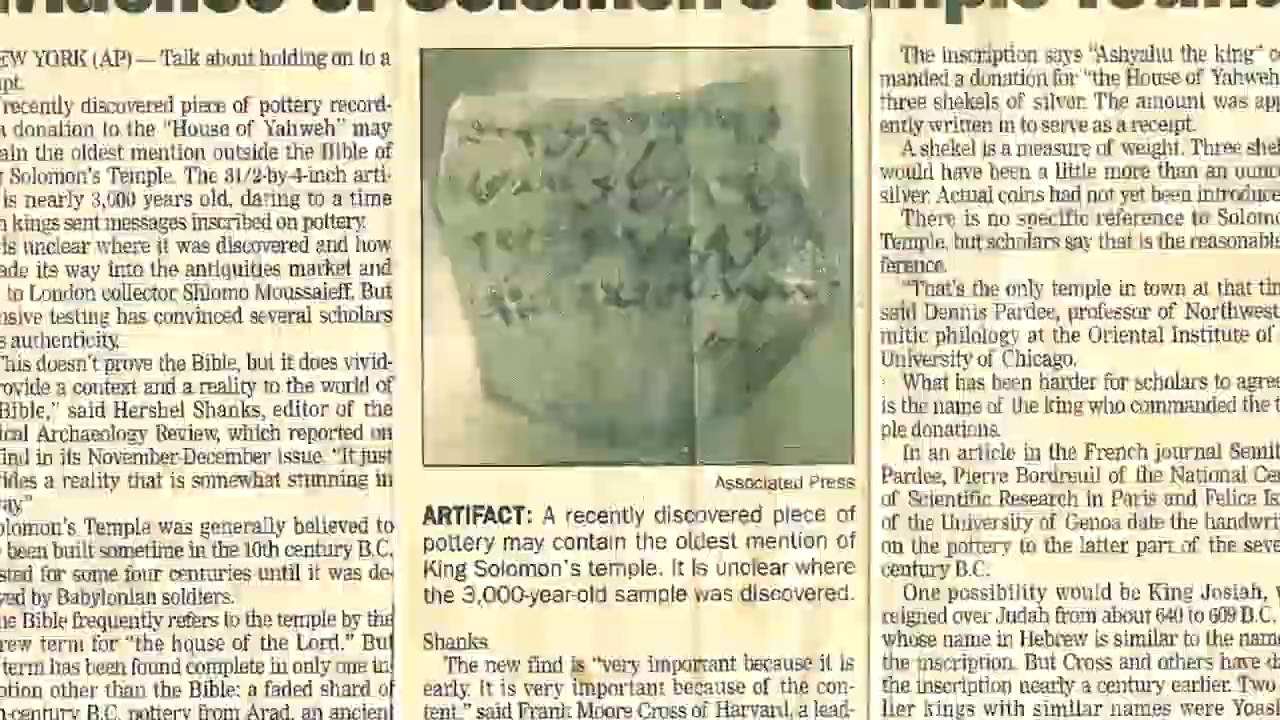 EW YORK (AP) — Talk about holding on to a
pt.
recently discovered piece of pottery record-
a donation to the "House of Yahweh" may
ain the oldest mention outside the Bible of
Solomon's Temple. The 31/2-by-4-inch arti-
is nearly 3,000 years old, dating to a time
n kings sent messages inscribed on pottery.
is unclear where it was discovered and how
ade its way into the antiquities market and
to London collector Shlomo Moussaieff. But
nsive testing has convinced several scholars
s authenticity.
This doesn't prove the Bible, but it does vivid-
rovide a context and a reality to the world of
Bible," said Hershel Shanks, editor of the
ical Archaeology Review, which reported on
find in its November-December issue. "It just
ides a reality that is somewhat stunning in
ay."
olomon's Temple was generally believed to
been built sometime in the 10th century B.C.
sted for some four centuries until it was de-
yed by Babylonian soldiers.
he Bible frequently refers to the temple by the
rew term for "the house of the Lord." But
term has been found complete in only one in
ption other than the Bible: a faded shard of
h-century B.C. pottery from Arad, an ancient
Associated Press
ARTIFACT: A recently discovered piece of
pottery may contain the oldest mention of
King Solomon's temple. It is unclear where
the 3,000-year-old sample was discovered.
Shanks
The new find is "very important because it is
early. It is very important because of the con-
tent," said Frank Moore Cross of Harvard, a lead-
The inscription says "Ashyahu the king" c
manded a donation for "the House of Yahweh
three shekels of silver. The amount was app
ently written in to serve as a receipt.
A shekel is a measure of weight. Three she
would have been a little more than an ounc
silver. Actual coins had not yet been introduce
There is no specific reference to Solomo
Temple, but scholars say that is the reasonabl
ference.
"That's the only temple in town at that tim
said Dennis Pardee, professor of Northwest
mitic philology at the Oriental Institute of
University of Chicago.
What has been harder for scholars to agree
is the name of the king who commanded the t
ple donations.
In an article in the French journal Semit
Pardee, Pierre Bordreuil of the National Ce
of Scientific Research in Paris and Felice Is
of the University of Genoa date the handwri
on the pottery to the latter part of the seve
century B.C.
One possibility would be King Josiah,
reigned over Judah from about 640 to 609 B.C.
whose name in Hebrew is similar to the nam
the inscription. But Cross and others have d
the inscription nearly a century earlier. Two
lier kings with similar names were Yoas